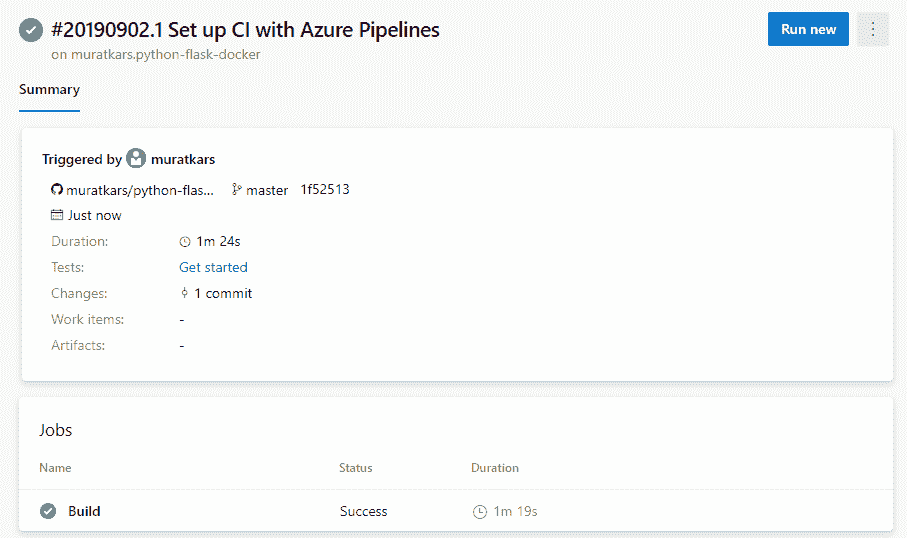 #20190902.1 Set up CI with Azure Pipelines
Run new
on muratkars.python-flask-docker
Summary
Triggered by muratkars
muratkars/python-flas... master 1f52513
Just now
Duration: 1m 24s
Tests: Get started
Changes: 1 commit
Work items: -
Artifacts: -
Jobs
Name Status Duration
Build Success 1m 19s